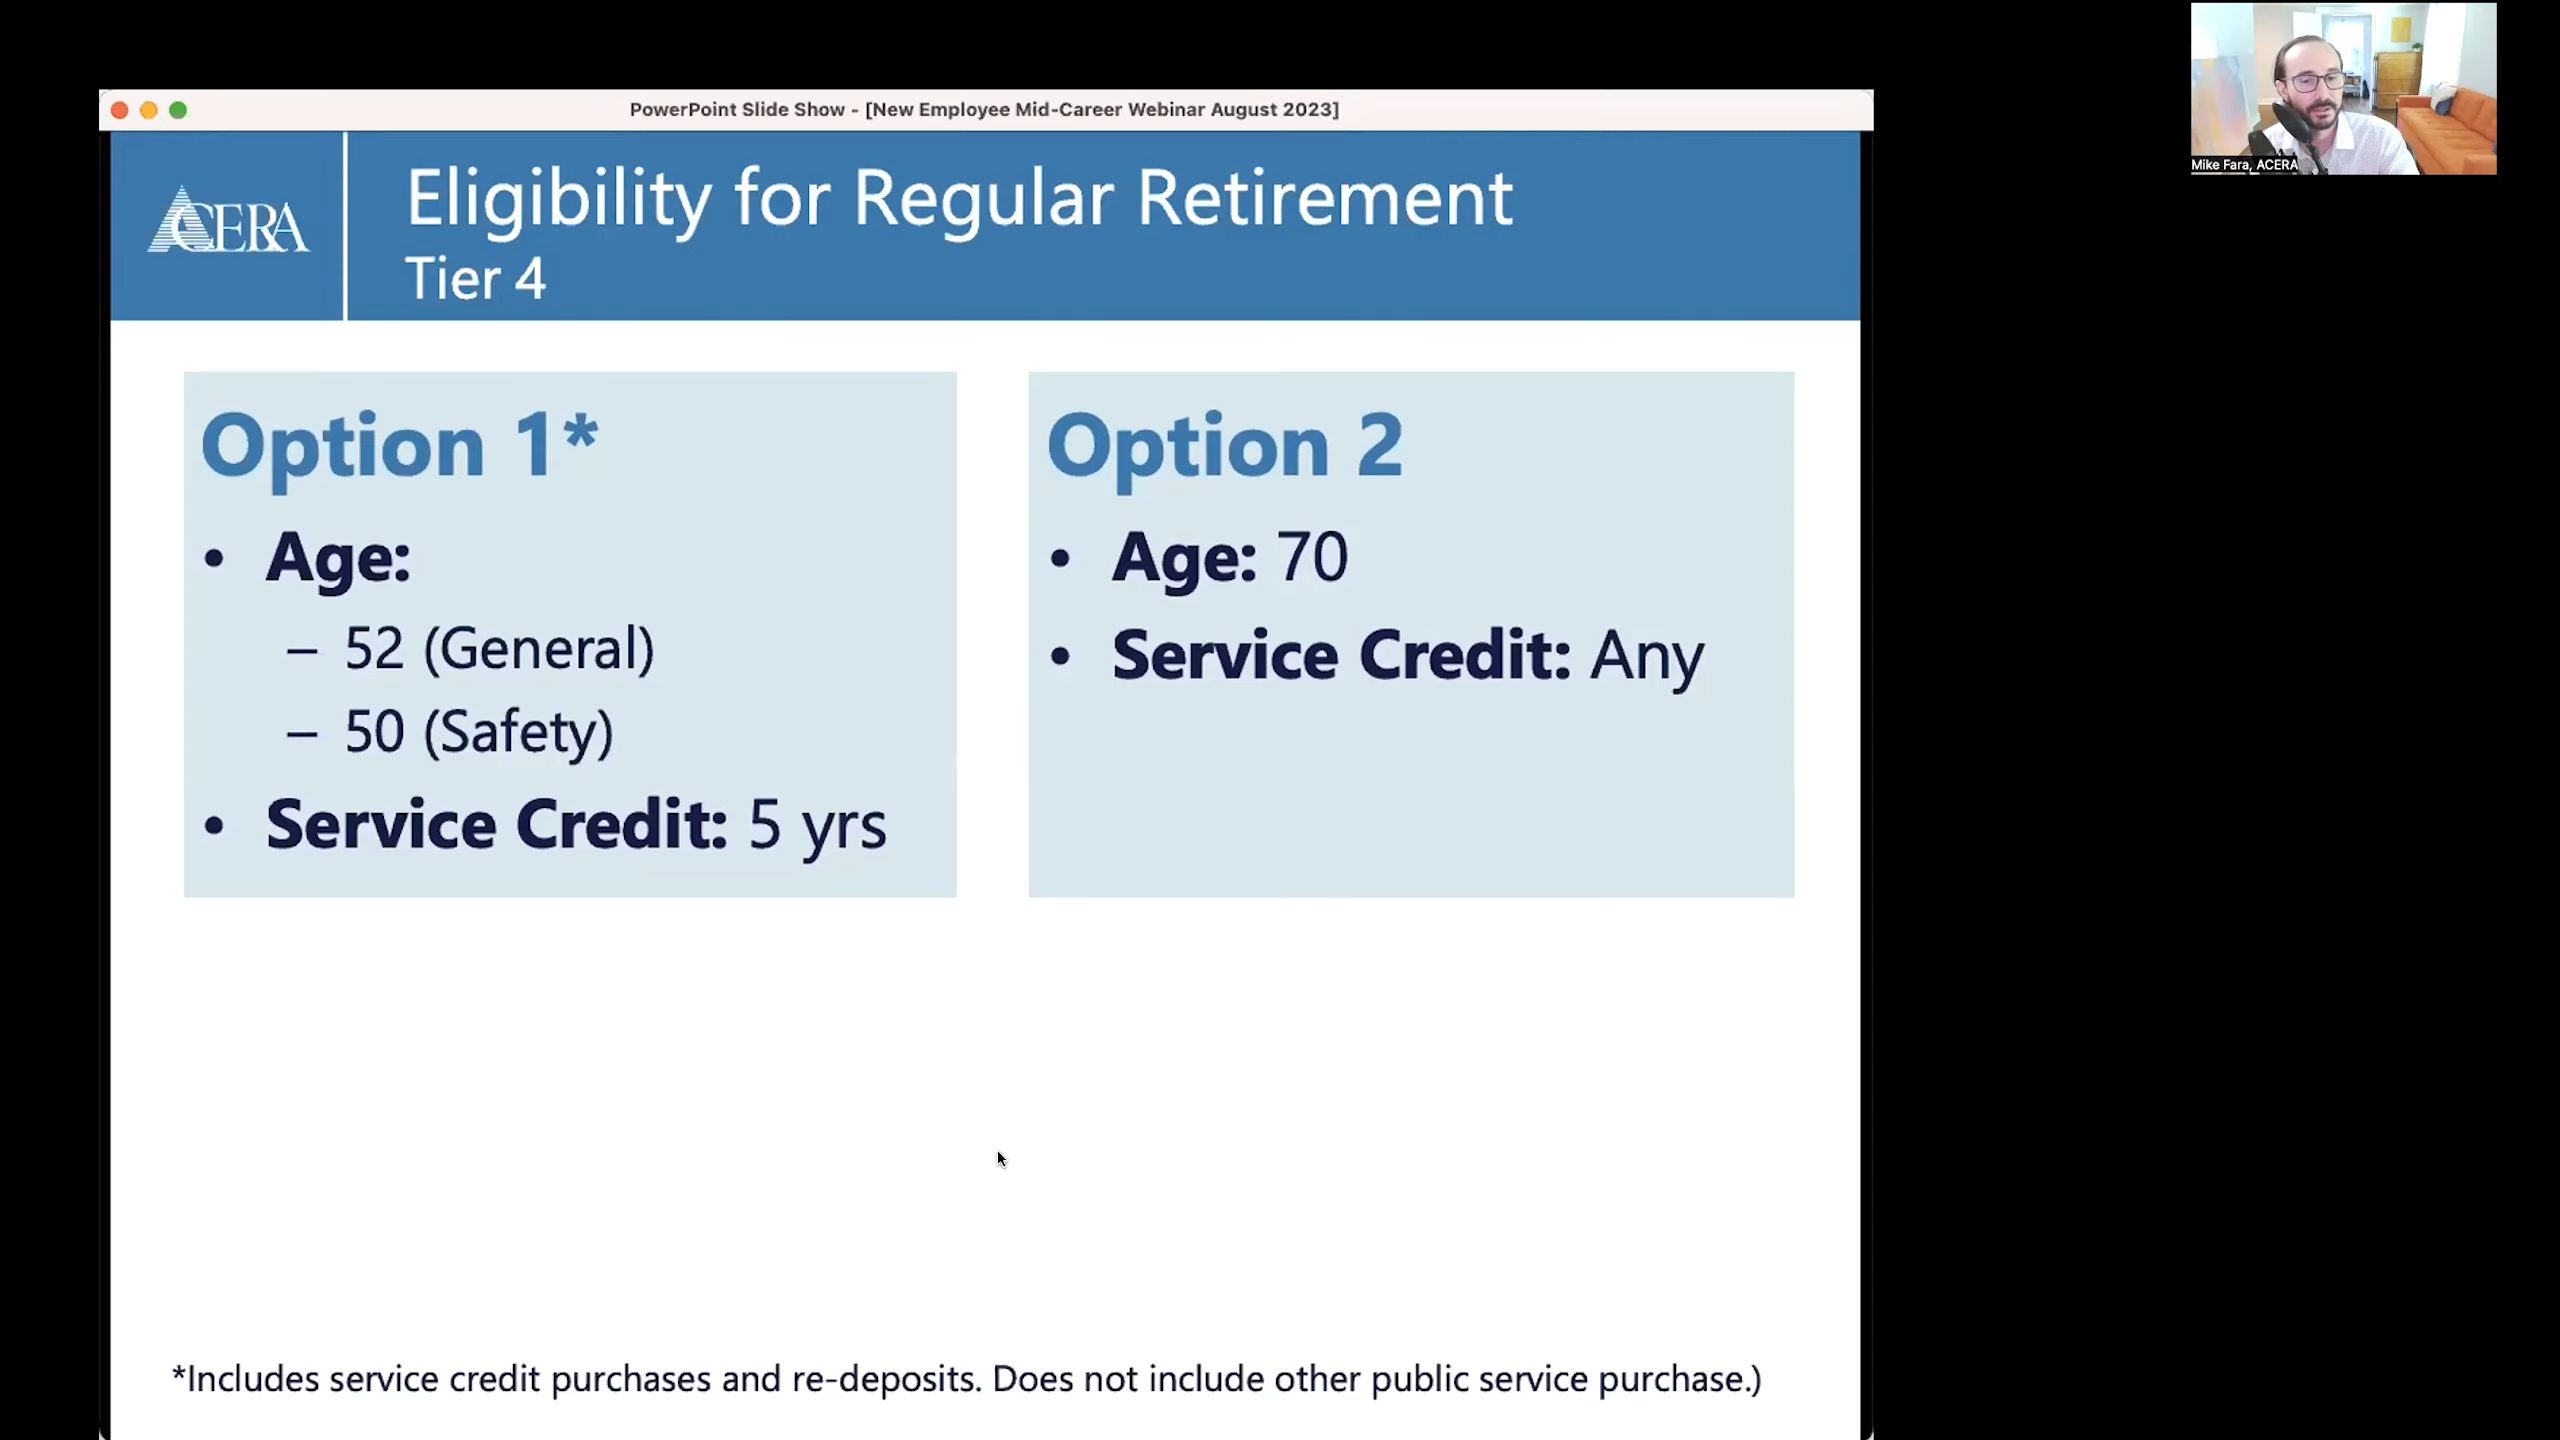 PowerPoint Slide Show - [New Employee Mid-Career Webinar August 2023]
ACERA
Eligibility for Regular Retirement
Tier 4
Option 1*
• Age:
– 52 (General)
– 50 (Safety)
• Service Credit: 5 yrs
Option 2
• Age: 70
• Service Credit: Any
*Includes service credit purchases and re-deposits. Does not include other public service purchase.)
Mike Fara, ACERA